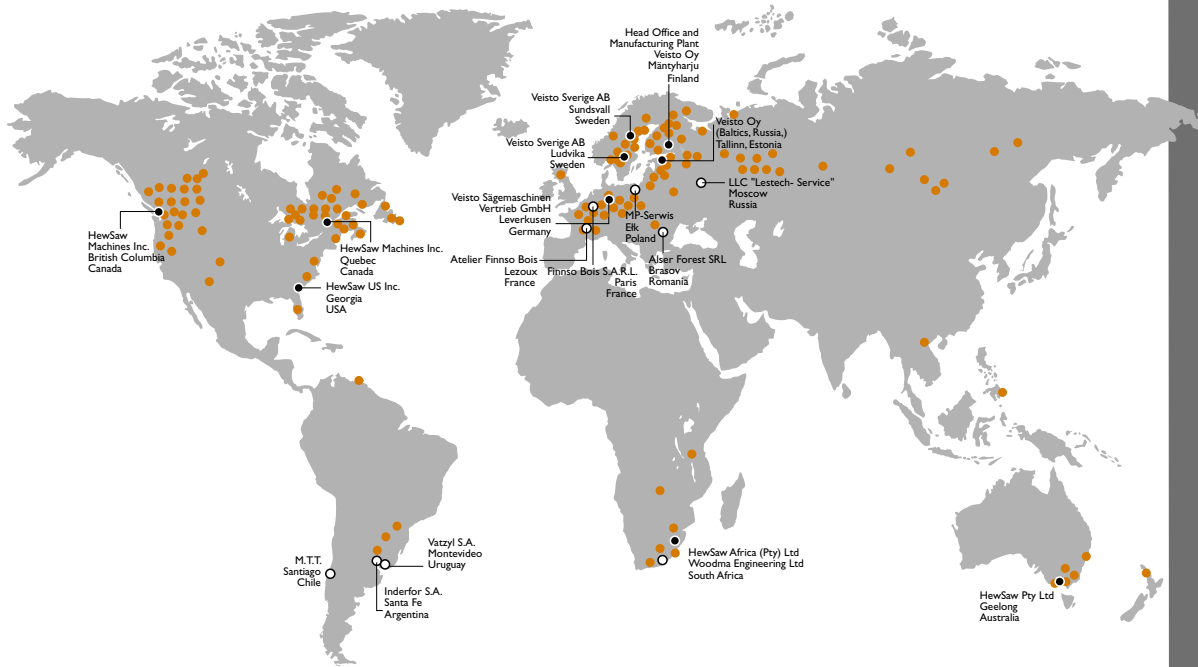 Head Office and
Manufacturing Plant
Veisto Oy
Mäntyharju
Finland
Veisto Sverige AB
Sundsvall
Sweden
Veisto Oy
(Baltics, Russia,)
Tallinn, Estonia
Veisto Sverige AB
Ludvika
Sweden
LLC "Lestech- Service"
Moscow
Russia
Veisto Sägemaschinen
Vertrieb GmbH
Leverkusen
Germany
MP-Serwis
Ełk
Poland
HewSaw
Machines Inc.
British Columbia
Canada
HewSaw Machines Inc.
Quebec
Canada
Atelier Finnso Bois
Lezoux
France
Finnso Bois S.A.R.L.
Paris
France
Alser Forest SRL
Brasov
Romania
HewSaw US Inc.
Georgia
USA
Vatzyl S.A.
Montevideo
Uruguay
M.T.T.
Santiago
Chile
Inderfor S.A.
Santa Fe
Argentina
HewSaw Africa (Pty) Ltd
Woodma Engineering Ltd
South Africa
HewSaw Pty Ltd
Geelong
Australia